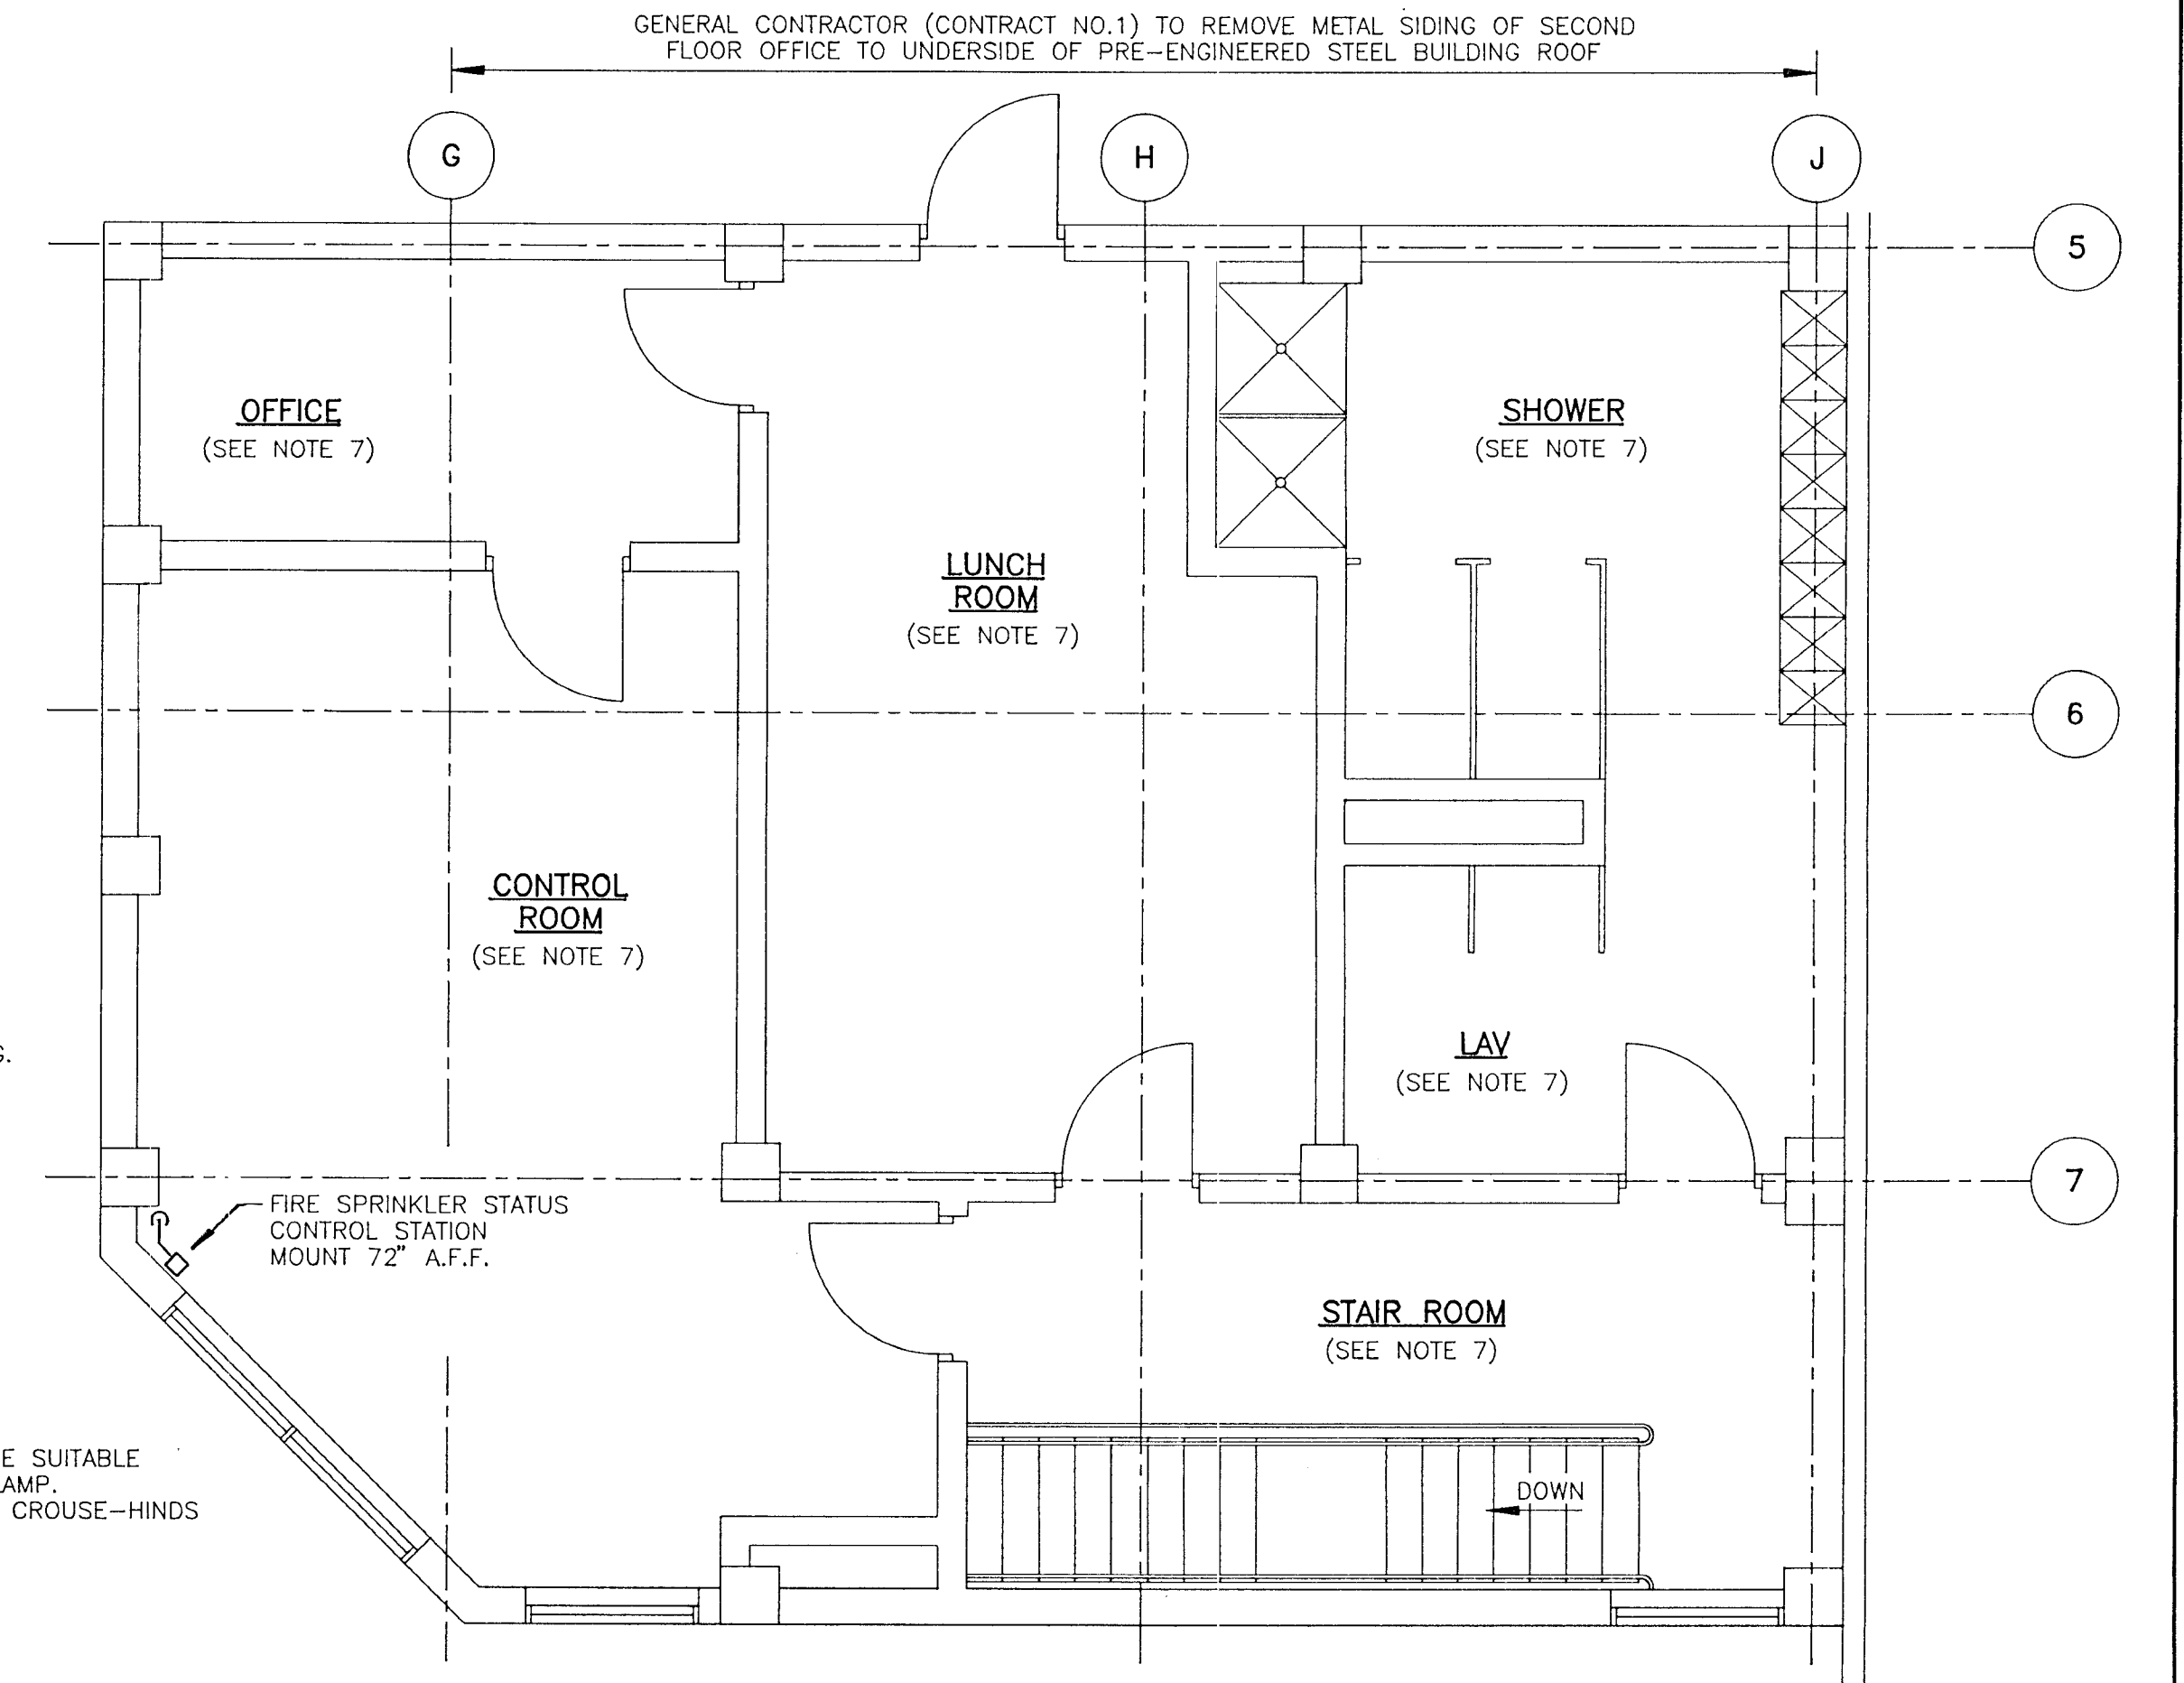 GENERAL CONTRACTOR (CONTRACT NO.1) TO REMOVE METAL SIDING OF SECOND
FLOOR OFFICE TO UNDERSIDE OF PRE-ENGINEERED STEEL BUILDING ROOF
G
H
J
5
OFFICE
(SEE NOTE 7)
SHOWER
(SEE NOTE 7)
LUNCH
ROOM
(SEE NOTE 7)
6
CONTROL
ROOM
(SEE NOTE 7)
LAV
(SEE NOTE 7)
7
FIRE SPRINKLER STATUS
CONTROL STATION
MOUNT 72" A.F.F.
STAIR ROOM
(SEE NOTE 7)
E SUITABLE
AMP.
CROUSE-HINDS
DOWN